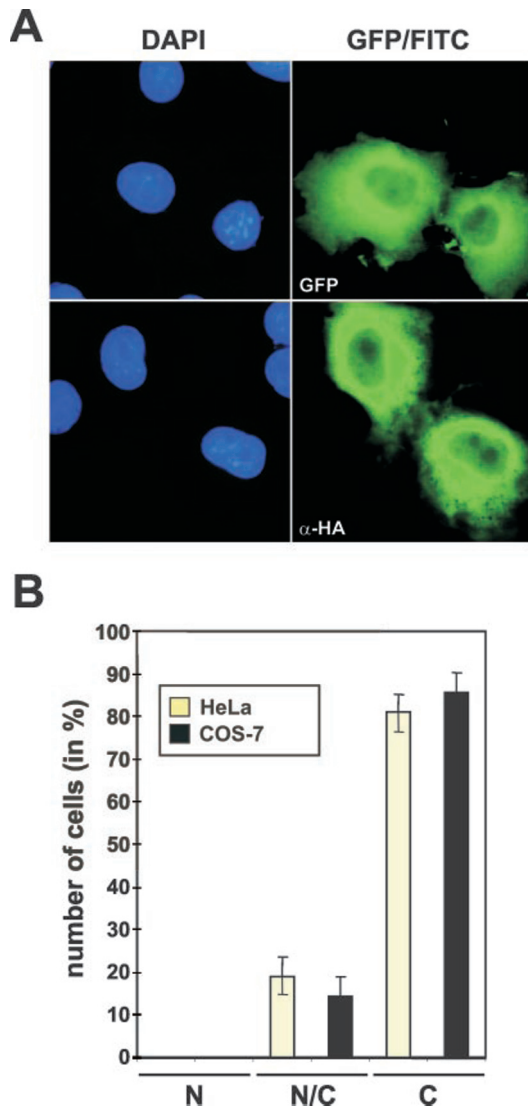 A
DAPI GFP/FITC
GFP
α-HA
B
number of cells (in %)
100
90
80
70
60
50
40
30
20
10
0
HeLa
COS-7
N N/C C